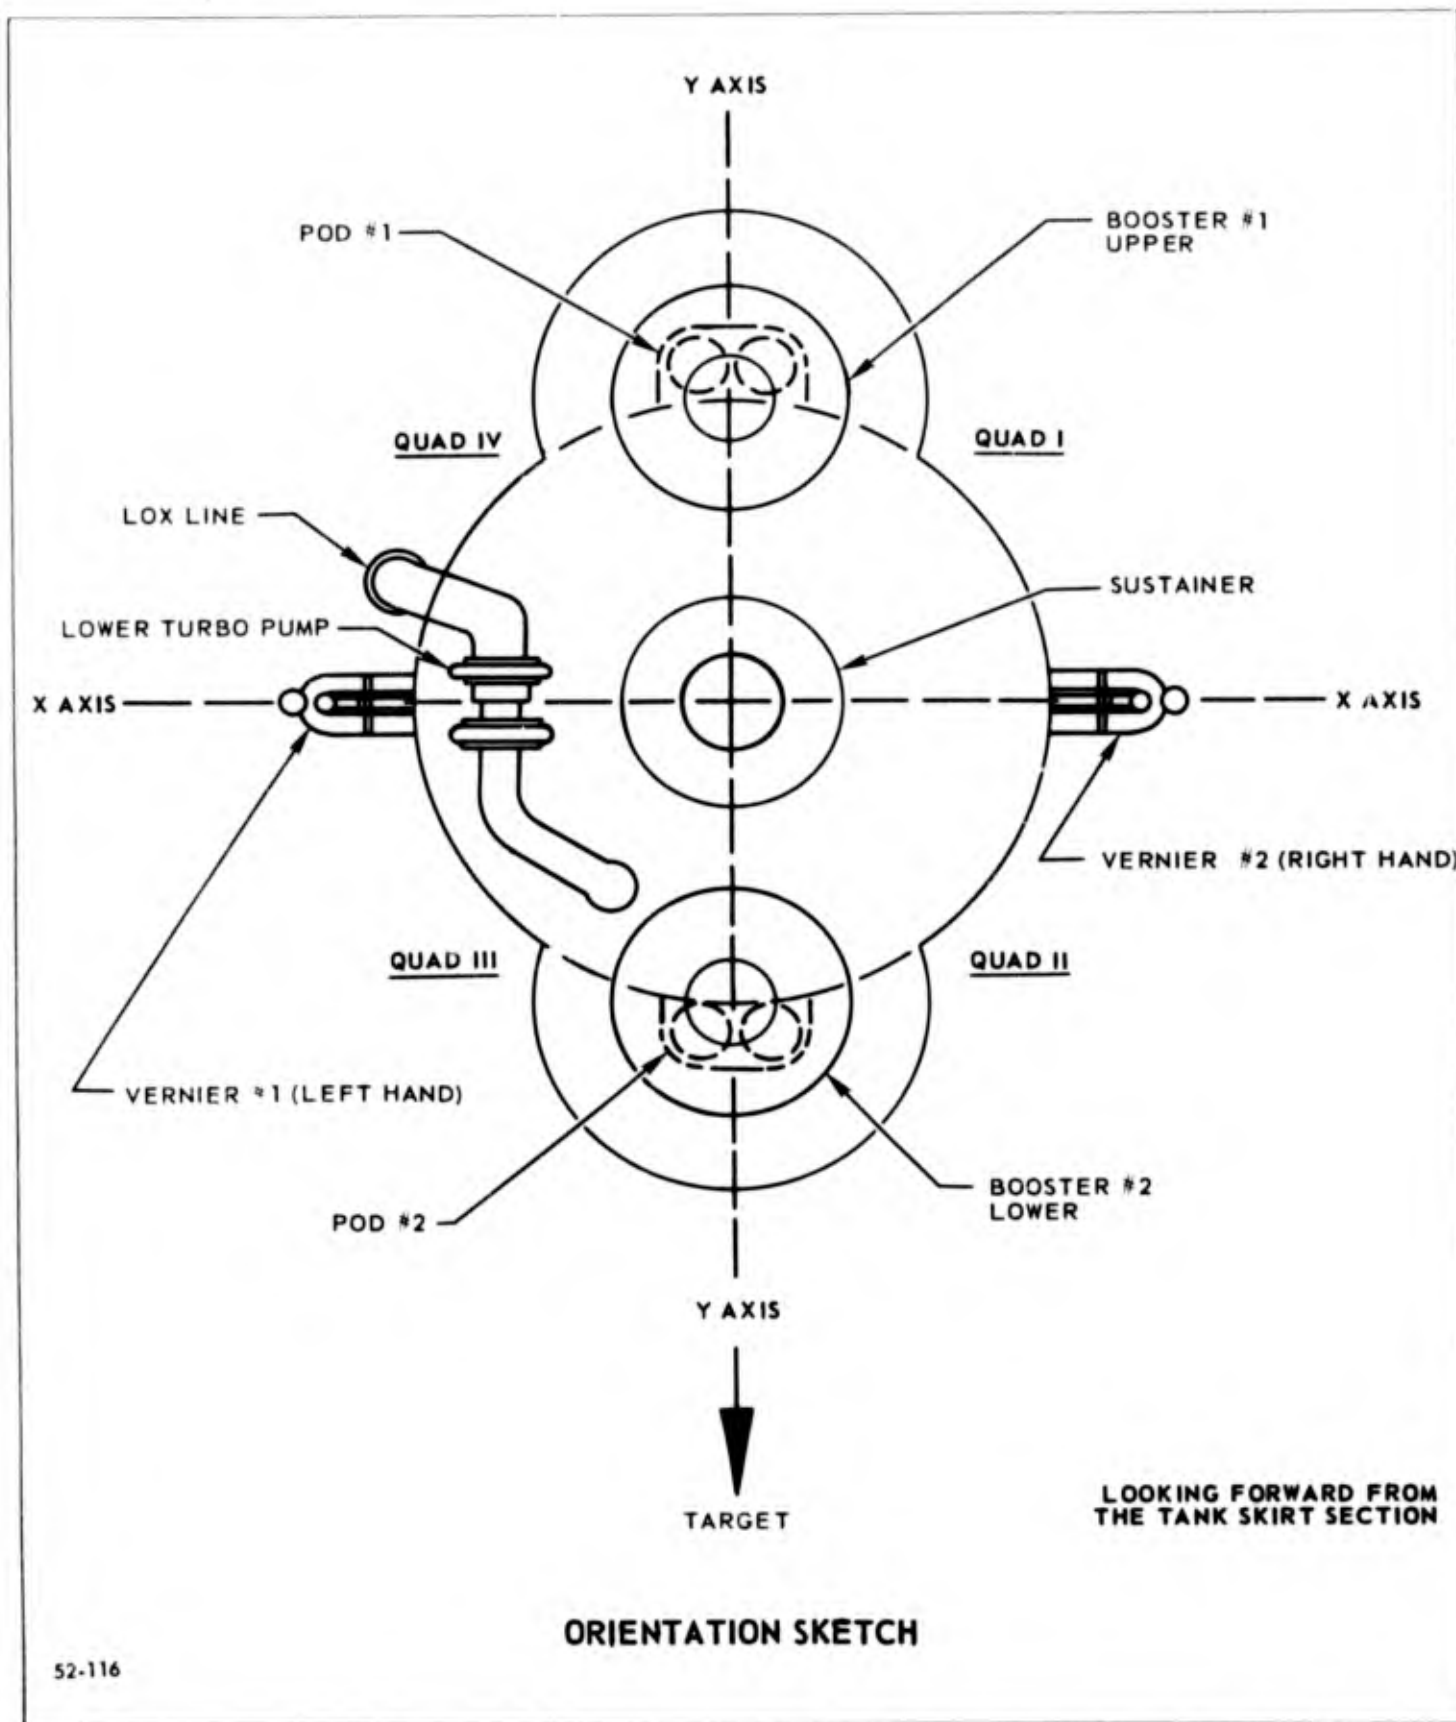 Y AXIS
POD #1
BOOSTER #1
UPPER
QUAD IV
QUAD I
LOX LINE
SUSTAINER
LOWER TURBO PUMP
X AXIS
X AXIS
VERNIER #2 (RIGHT HAND)
QUAD III
QUAD II
VERNIER #1 (LEFT HAND)
BOOSTER #2
LOWER
POD #2
Y AXIS
TARGET
LOOKING FORWARD FROM
THE TANK SKIRT SECTION
ORIENTATION SKETCH
52-116